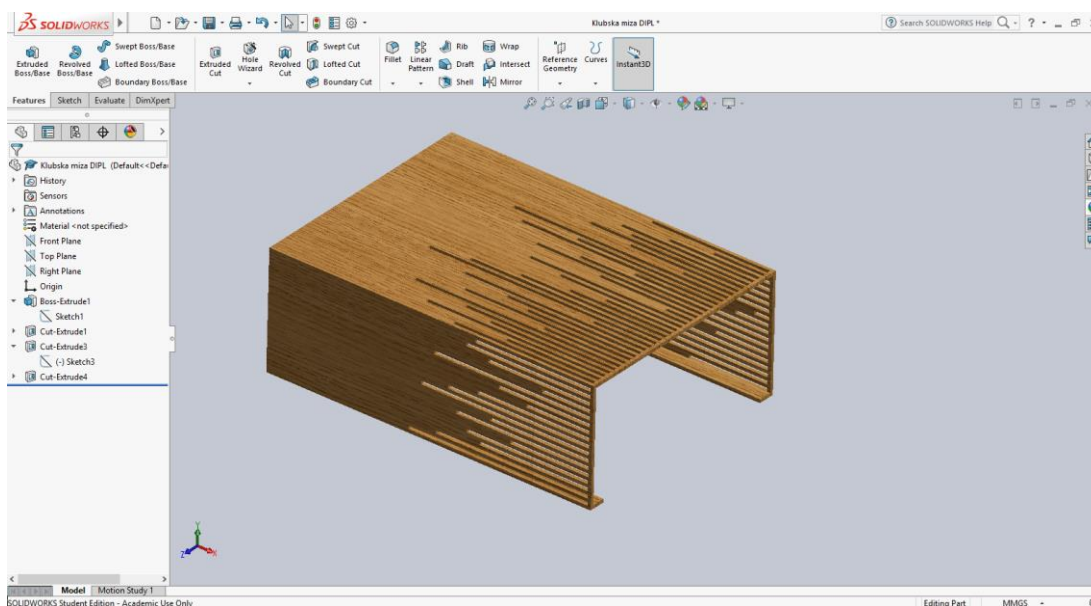 SOLIDWORKS
Klubska miza DIPL *
Search SOLIDWORKS Help
Extruded Boss/Base
Revolved Boss/Base
Swept Boss/Base
Lofted Boss/Base
Boundary Boss/Base
Extruded Cut
Hole Wizard
Revolved Cut
Swept Cut
Lofted Cut
Boundary Cut
Fillet
Linear Pattern
Rib
Draft
Shell
Wrap
Intersect
Mirror
Reference Geometry
Curves
Instant3D
Features Sketch Evaluate DimXpert
Klubska miza DIPL (Default<<Defa
History
Sensors
Annotations
Material <not specified>
Front Plane
Top Plane
Right Plane
Origin
Boss-Extrude1
Sketch1
Cut-Extrude1
Cut-Extrude3
(-) Sketch3
Cut-Extrude4
Y
Z X
Model Motion Study 1
SOLIDWORKS Student Edition - Academic Use Only
Editing Part MMGS